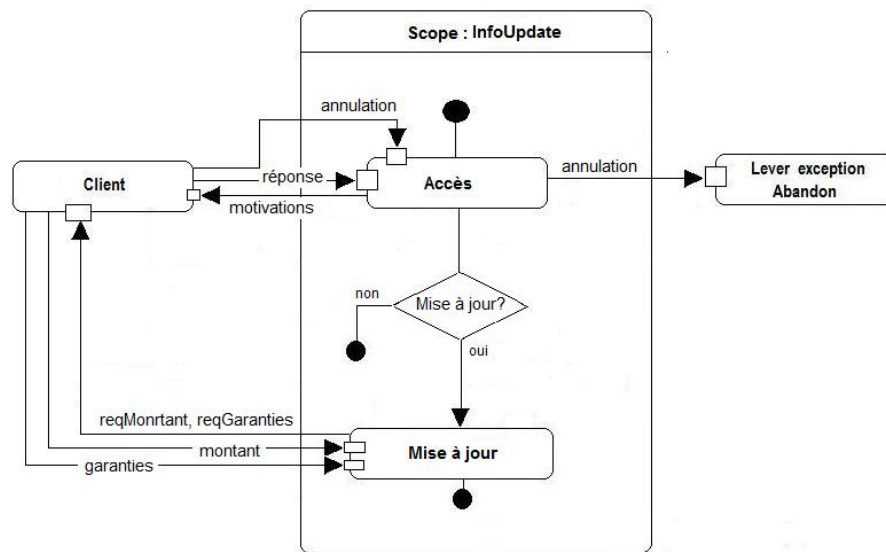 Scope : InfoUpdate
annulation
Client
réponse
motivations
Accès
annulation
Lever exception
Abandon
non
Mise à jour?
oui
reqMonrtant, reqGaranties
montant
garanties
Mise à jour